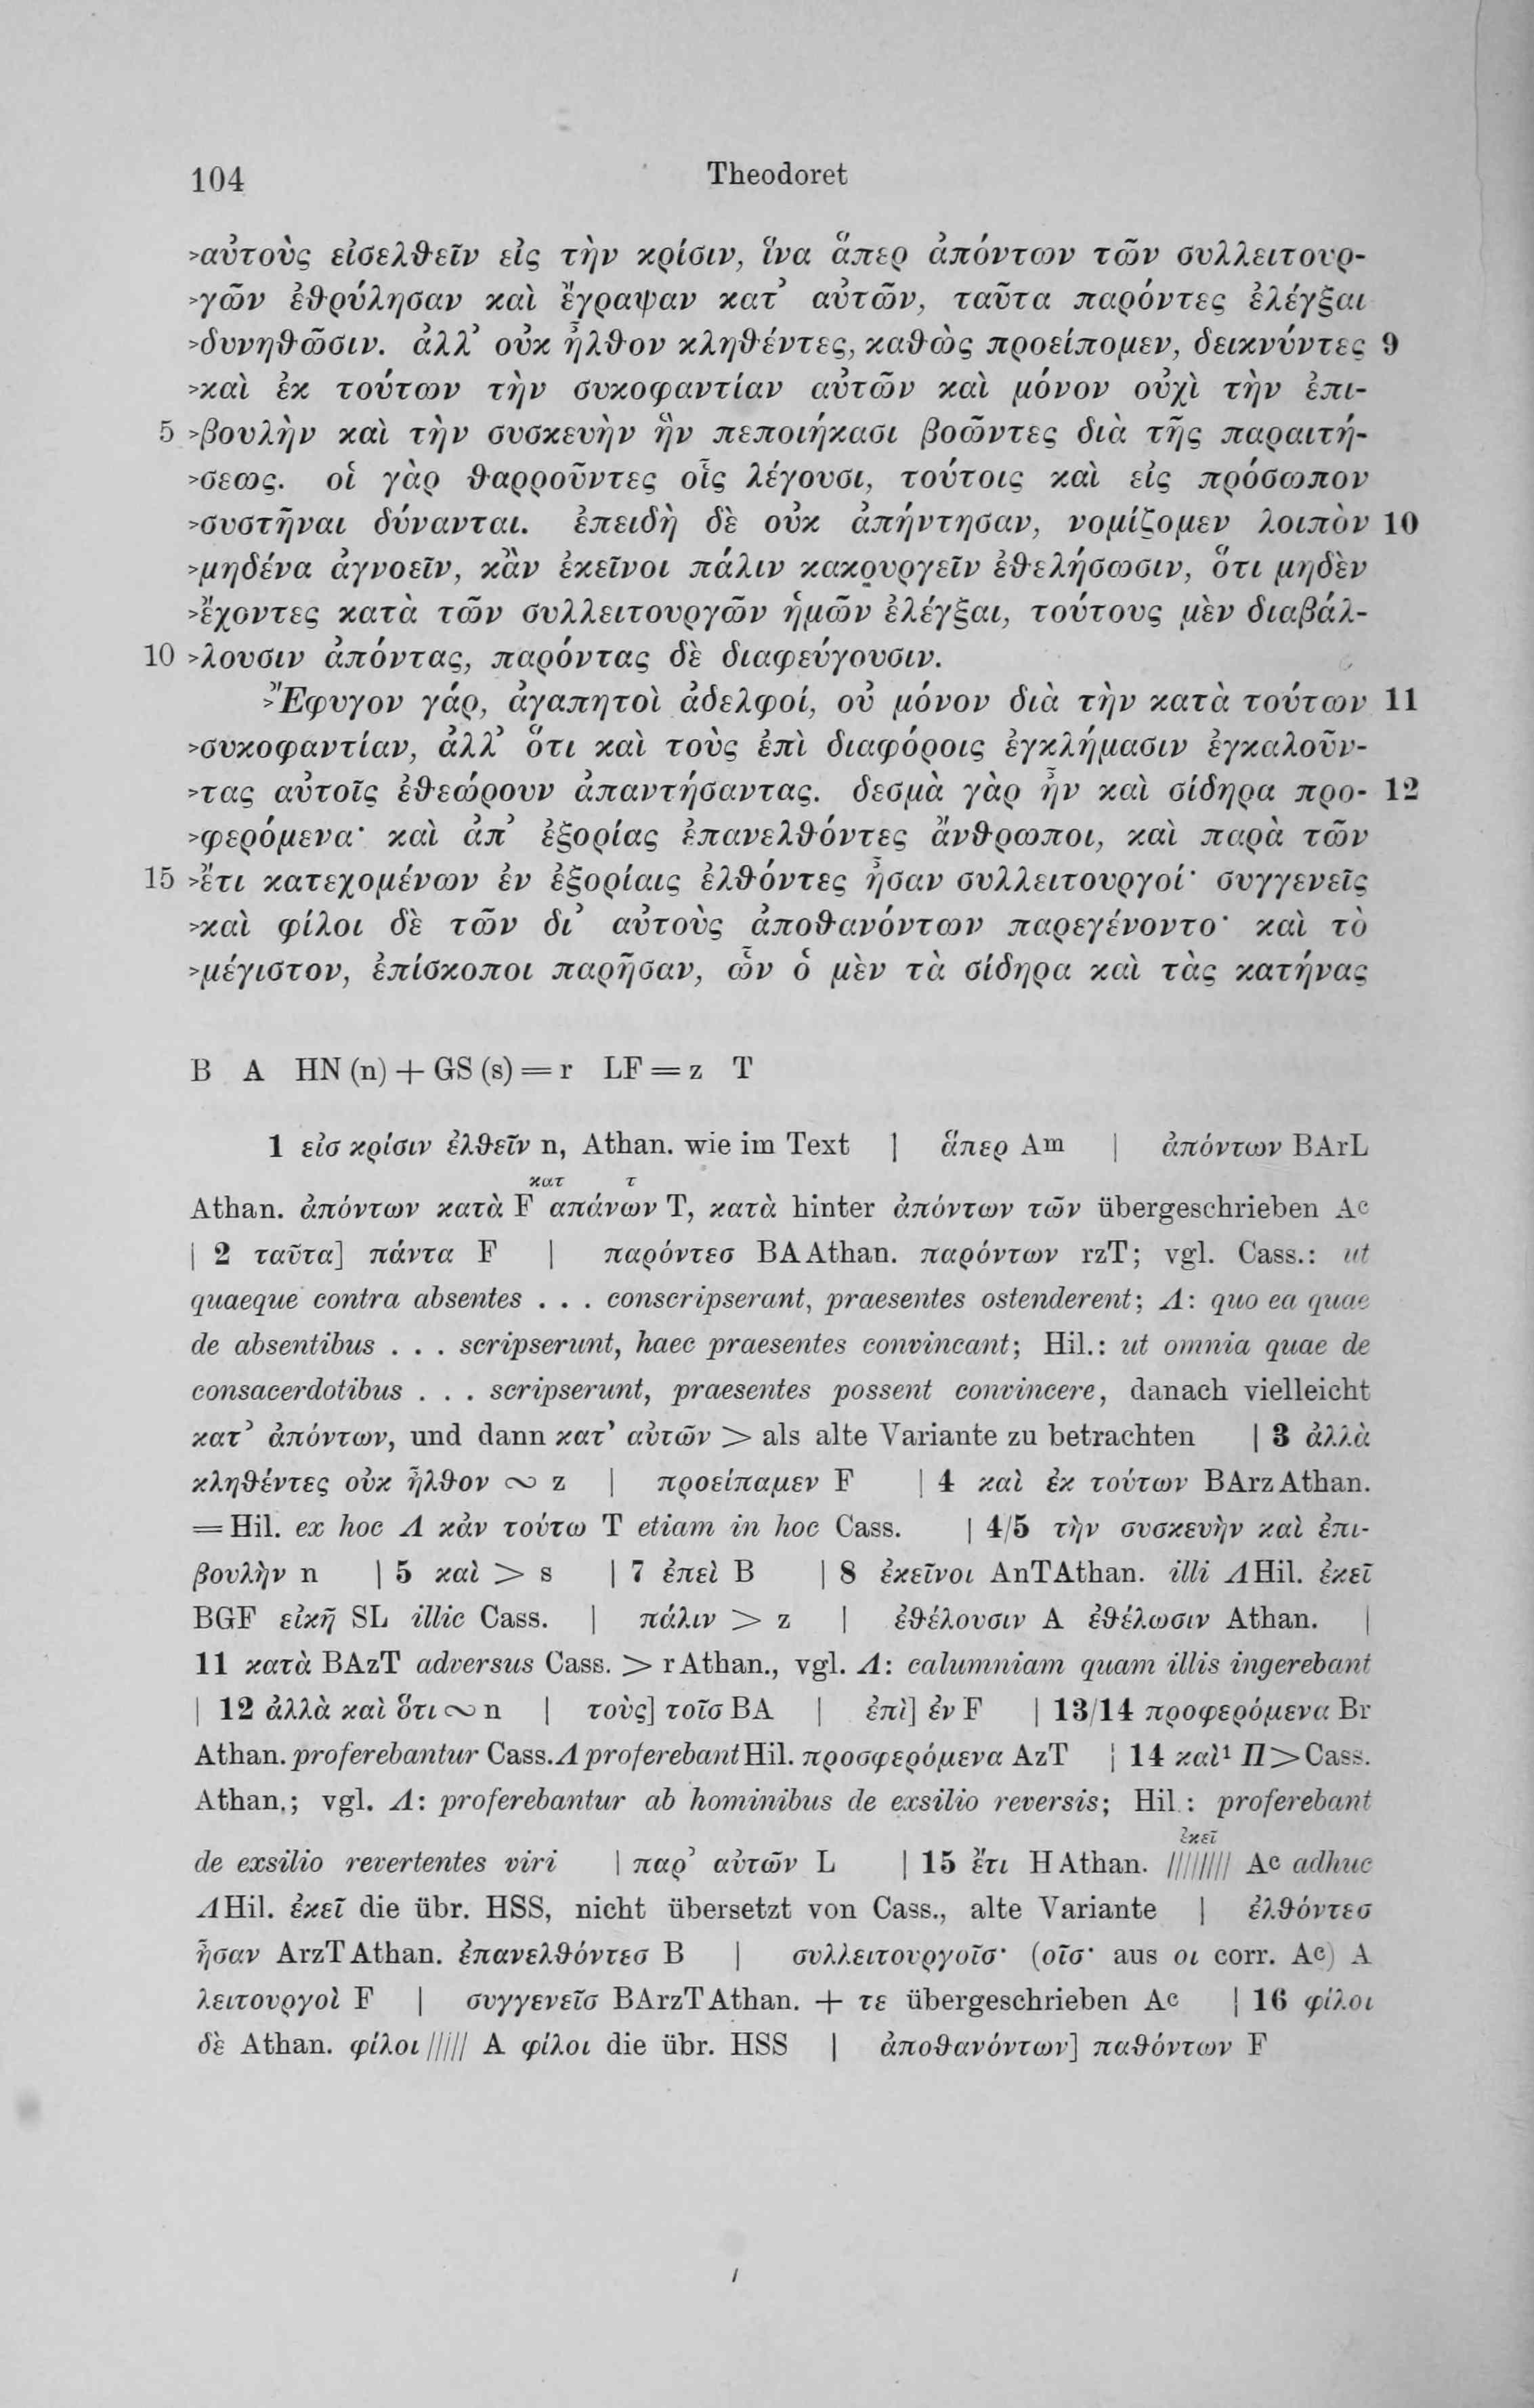 104 Theodoret
>αὐτοὺς εἰσελθεῖν εἰς τὴν κρίσιν, ἵνα ἅπερ ἀπόντων τῶν συλλειτουρ-
>γῶν ἐθρύλησαν καὶ ἔγραψαν κατ’ αὐτῶν, ταῦτα παρόντες ἐλέγξαι
>δυνηθῶσιν. ἀλλ’ οὐκ ἦλθον κληθέντες, καθὼς προείπομεν, δεικνύντες 9
>καὶ ἐκ τούτων τὴν συκοφαντίαν αὐτῶν καὶ μόνον οὐχὶ τὴν ἐπι-
5 >βουλὴν καὶ τὴν συσκευὴν ἣν πεποιήκασι βοῶντες διὰ τῆς παραιτή-
>σεως. οἱ γὰρ θαρροῦντες οἷς λέγουσι, τούτοις καὶ εἰς πρόσωπον
>συστῆναι δύνανται. ἐπειδὴ δὲ οὐκ ἀπήντησαν, νομίζομεν λοιπὸν 10
>μηδένα ἀγνοεῖν, κἂν ἐκεῖνοι πάλιν κακουργεῖν ἐθελήσωσιν, ὅτι μηδὲν
>ἔχοντες κατὰ τῶν συλλειτουργῶν ἡμῶν ἐλέγξαι, τούτους μὲν διαβάλ-
10 >λουσιν ἀπόντας, παρόντας δὲ διαφεύγουσιν.
>Ἔφυγον γάρ, ἀγαπητοὶ ἀδελφοί, οὐ μόνον διὰ τὴν κατὰ τούτων 11
>συκοφαντίαν, ἀλλ’ ὅτι καὶ τοὺς ἐπὶ διαφόροις ἐγκλήμασιν ἐγκαλοῦν-
>τας αὐτοῖς ἐθεώρουν ἀπαντήσαντας. δεσμὰ γὰρ ἦν καὶ σίδηρα προ- 12
>φερόμενα· καὶ ἀπ’ ἐξορίας ἐπανελθόντες ἄνθρωποι, καὶ παρὰ τῶν
15 >ἔτι κατεχομένων ἐν ἐξορίαις ἐλθόντες ἦσαν συλλειτουργοί· συγγενεῖς
>καὶ φίλοι δὲ τῶν δι’ αὐτοὺς ἀποθανόντων παρεγένοντο· καὶ τὸ
>μέγιστον, ἐπίσκοποι παρῆσαν, ὧν ὁ μὲν τὰ σίδηρα καὶ τὰς κατήνας
B A HN (n) + GS (s) = r LF = z T
1 εἰσ κρίσιν ἐλθεῖν n, Athan. wie im Text | ἅπερ Am | ἀπόντων BArL
κατ τ
Athan. ἀπόντων κατὰ F απάνων T, κατὰ hinter ἀπόντων τῶν übergeschrieben Ac
| 2 ταῦτα] πάντα F | παρόντεσ BAAthan. παρόντων rzT; vgl. Cass.: ut
quaeque contra absentes . . . conscripserant, praesentes ostenderent; Λ: quo ea quae
de absentibus . . . scripserunt, haec praesentes convincant; Hil.: ut omnia quae de
consacerdotibus . . . scripserunt, praesentes possent convincere, danach vielleicht
κατ’ ἀπόντων, und dann κατ’ αὐτῶν > als alte Variante zu betrachten | 3 ἀλλὰ
κληθέντες οὐκ ἦλθον ∾ z | προείπαμεν F | 4 καὶ ἐκ τούτων BArzAthan.
= Hil. ex hoc Λ κἀν τούτω T etiam in hoc Cass. | 4/5 τὴν συσκευὴν καὶ ἐπι-
βουλὴν n | 5 καὶ > s | 7 ἐπεὶ B | 8 ἐκεῖνοι AnTAthan. illi ΛHil. ἐκεῖ
BGF εἰκῆ SL illic Cass. | πάλιν > z | ἐθέλουσιν A ἐθέλωσιν Athan. |
11 κατὰ BAzT adversus Cass. > rAthan., vgl. Λ: calumniam quam illis ingerebant
| 12 ἀλλὰ καὶ ὅτι ∾ n | τοὺς] τοῖσ BA | ἐπὶ] ἐν F | 13/14 προφερόμενα Br
Athan. proferebantur Cass.Λ proferebant Hil. προσφερόμενα AzT | 14 καὶ¹ Π > Cass.
Athan.; vgl. Λ: proferebantur ab hominibus de exsilio reversis; Hil.: proferebant
ἐκεῖ
de exsilio revertentes viri | παρ’ αὐτῶν L | 15 ἔτι HAthan. //////// Ac adhuc
ΛHil. ἐκεῖ die übr. HSS, nicht übersetzt von Cass., alte Variante | ἐλθόντεσ
ἦσαν ArzTAthan. ἐπανελθόντεσ B | συλλειτουργοῖσ· (οῖσ· aus οι corr. Ac) A
λειτουργοὶ F | συγγενεῖσ BArzTAthan. + τε übergeschrieben Ac | 16 φίλοι
δὲ Athan. φίλοι ///// A φίλοι die übr. HSS | ἀποθανόντων] παθόντων F